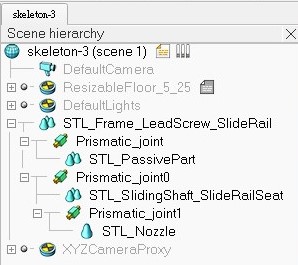 skeleton-3
Scene hierarchy
skeleton-3 (scene 1)
DefaultCamera
ResizableFloor_5_25
DefaultLights
STL_Frame_LeadScrew_SlideRail
Prismatic_joint
STL_PassivePart
Prismatic_joint0
STL_SlidingShaft_SlideRailSeat
Prismatic_joint1
STL_Nozzle
XYZCameraProxy